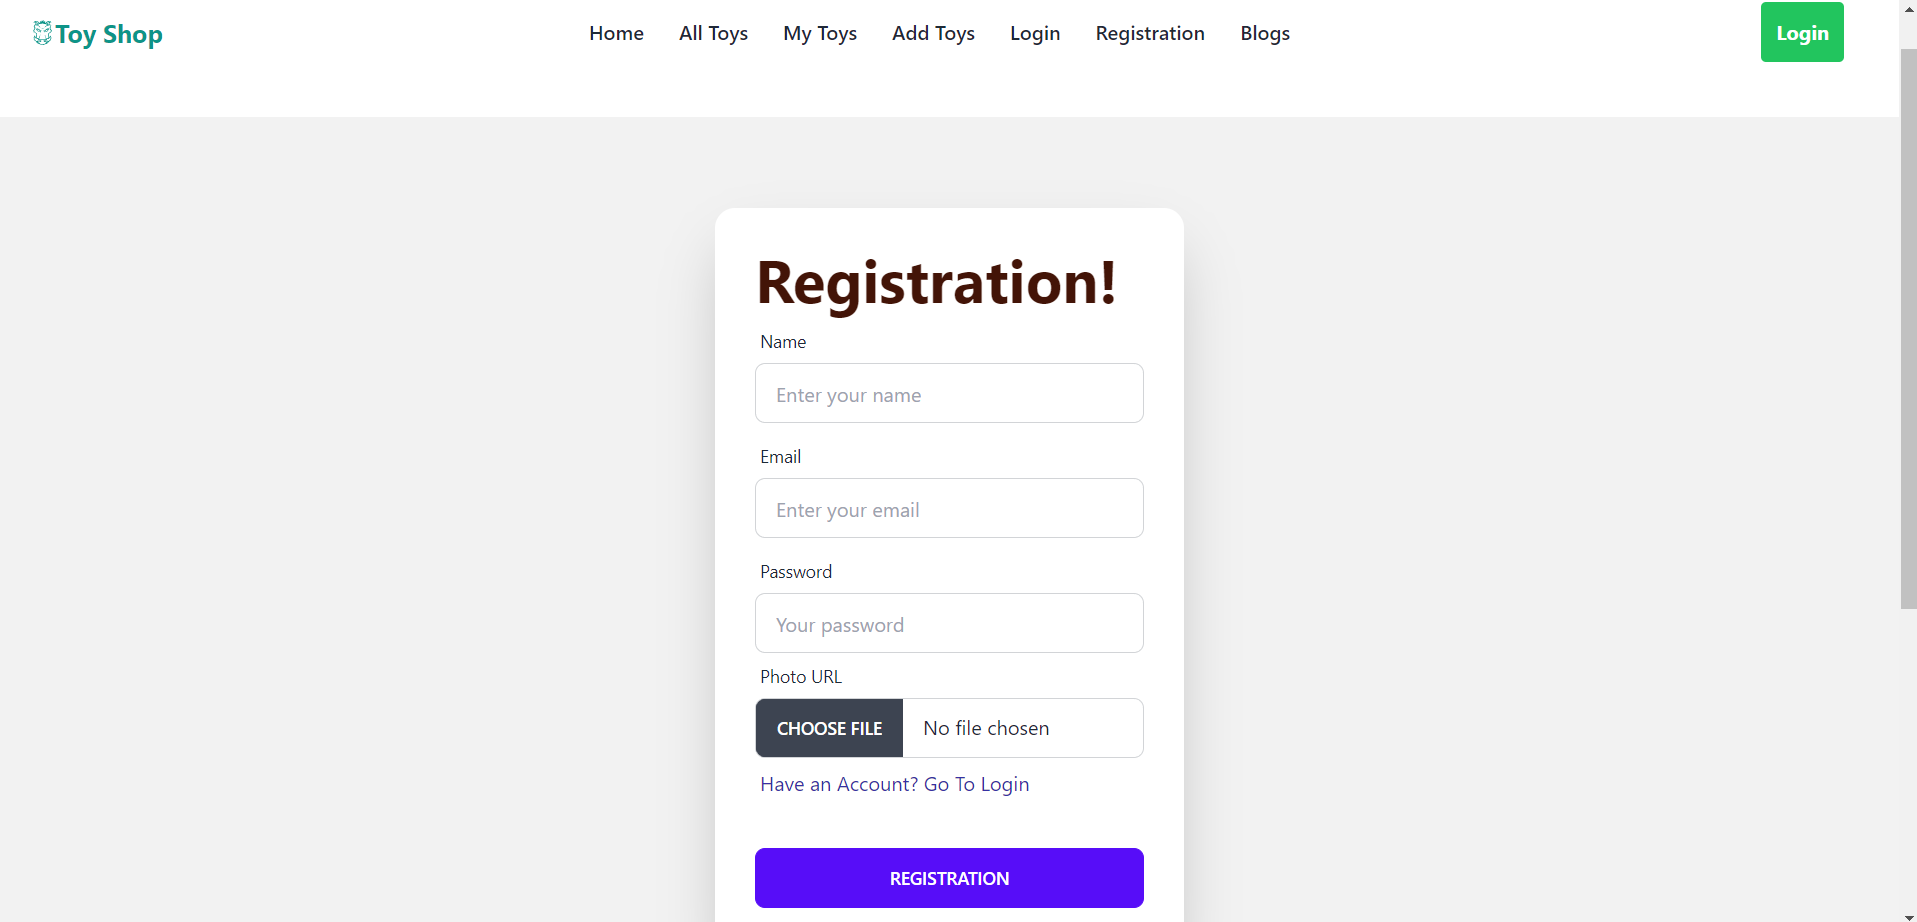 Toy Shop
Home All Toys My Toys Add Toys Login Registration Blogs
Login
Registration!
Name
Enter your name
Email
Enter your email
Password
Your password
Photo URL
CHOOSE FILE No file chosen
Have an Account? Go To Login
REGISTRATION